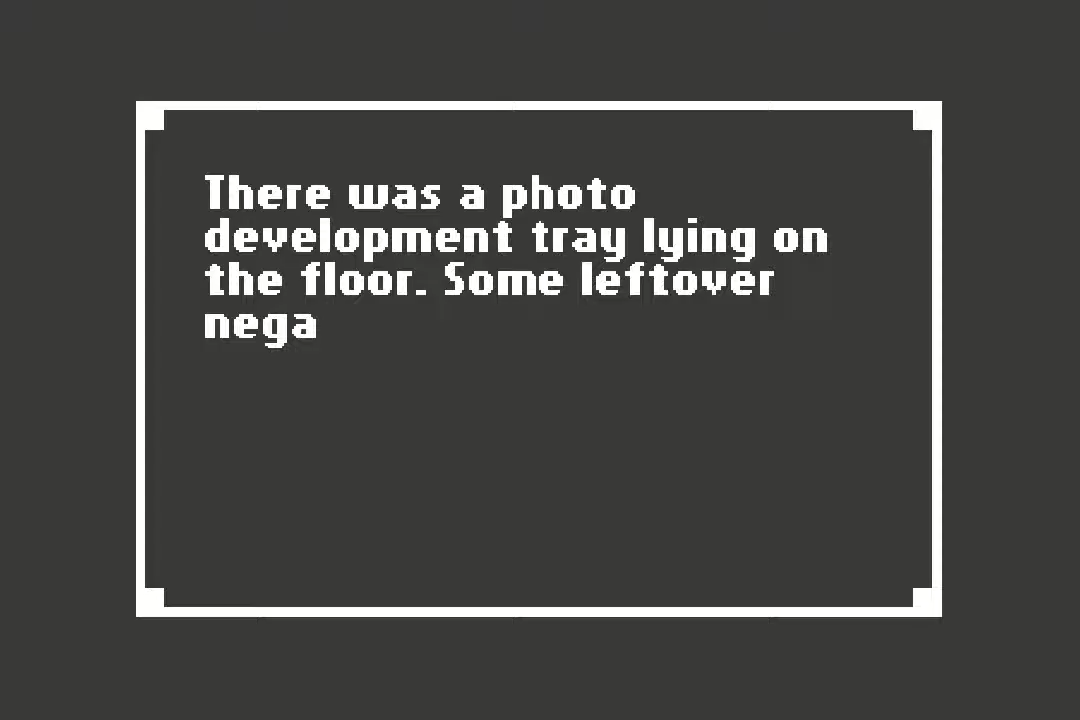 There was a photo
development tray lying on
the floor. Some leftover
nega